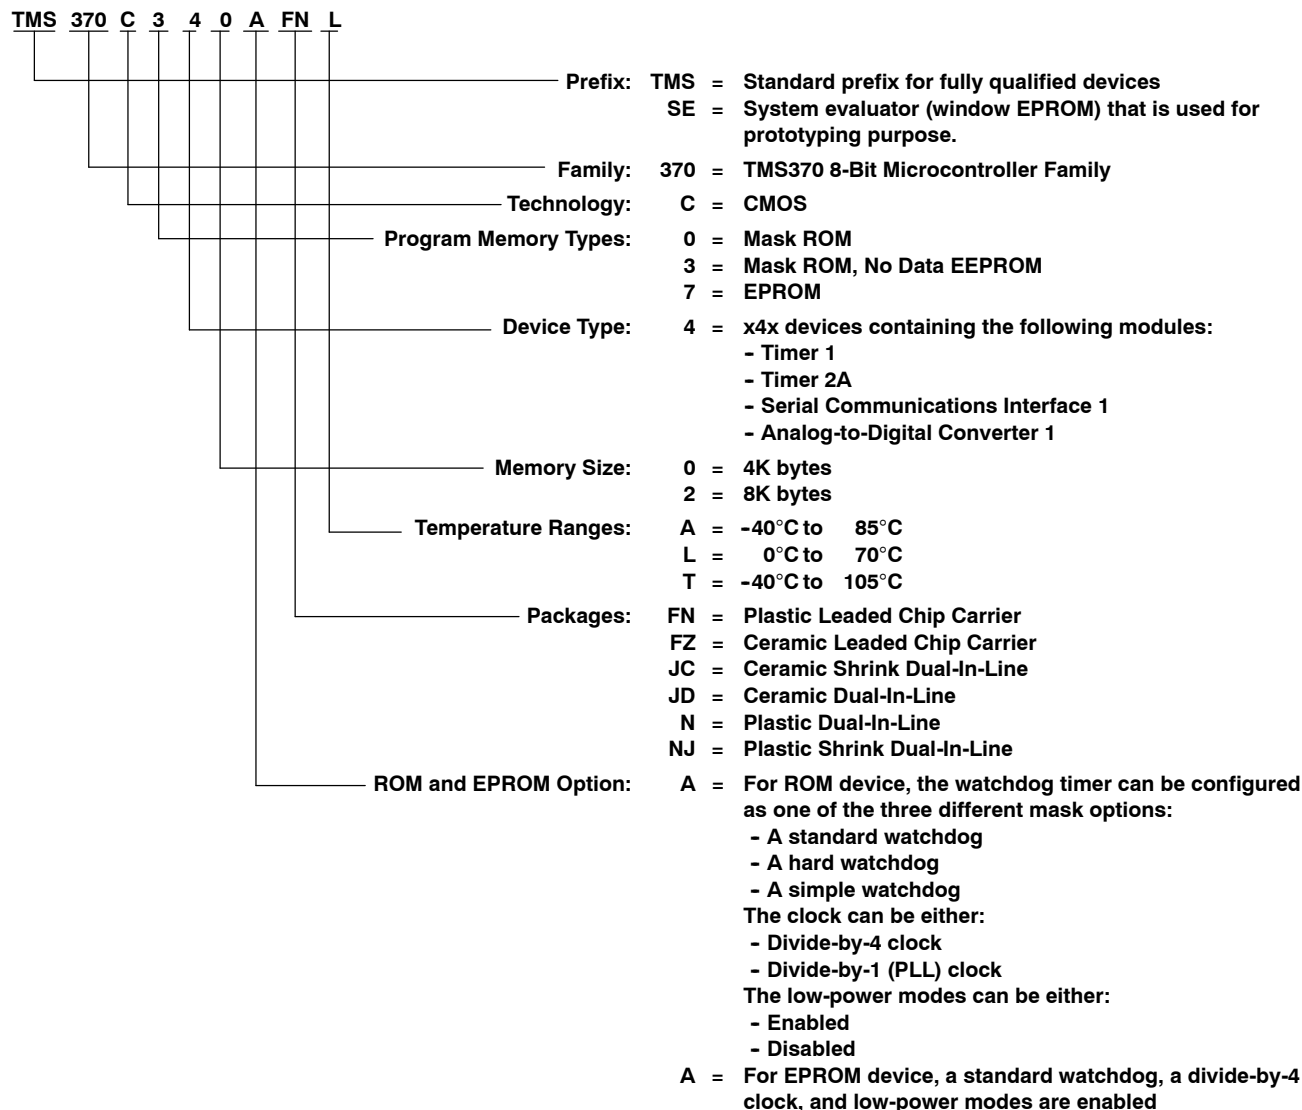 TMS 370 C 3 4 0 A FN L
Prefix: TMS = Standard prefix for fully qualified devices
SE = System evaluator (window EPROM) that is used for
prototyping purpose.
Family: 370 = TMS370 8-Bit Microcontroller Family
Technology: C = CMOS
Program Memory Types: 0 = Mask ROM
3 = Mask ROM, No Data EEPROM
7 = EPROM
Device Type: 4 = x4x devices containing the following modules:
- Timer 1
- Timer 2A
- Serial Communications Interface 1
- Analog-to-Digital Converter 1
Memory Size: 0 = 4K bytes
2 = 8K bytes
Temperature Ranges: A = -40°C to 85°C
L = 0°C to 70°C
T = -40°C to 105°C
Packages: FN = Plastic Leaded Chip Carrier
FZ = Ceramic Leaded Chip Carrier
JC = Ceramic Shrink Dual-In-Line
JD = Ceramic Dual-In-Line
N = Plastic Dual-In-Line
NJ = Plastic Shrink Dual-In-Line
ROM and EPROM Option: A = For ROM device, the watchdog timer can be configured
as one of the three different mask options:
- A standard watchdog
- A hard watchdog
- A simple watchdog
The clock can be either:
- Divide-by-4 clock
- Divide-by-1 (PLL) clock
The low-power modes can be either:
- Enabled
- Disabled
A = For EPROM device, a standard watchdog, a divide-by-4
clock, and low-power modes are enabled